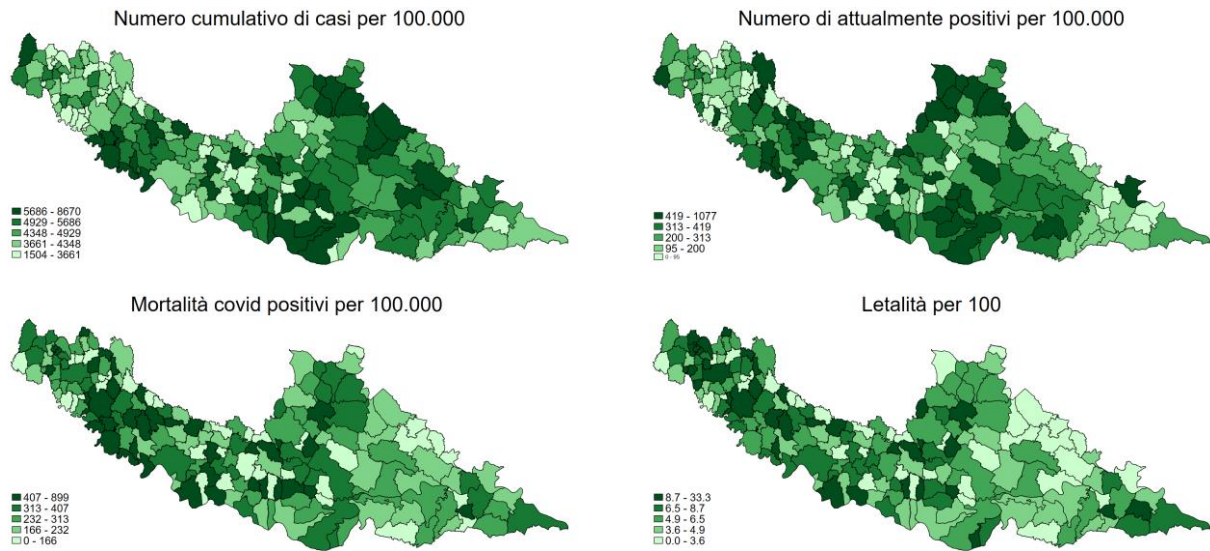 Numero cumulativo di casi per 100.000
5686 - 8670
4929 - 5686
4348 - 4929
3661 - 4348
1504 - 3661
Numero di attualmente positivi per 100.000
419 - 1077
313 - 419
200 - 313
95 - 200
0 - 95
Mortalità covid positivi per 100.000
407 - 899
313 - 407
232 - 313
166 - 232
0 - 166
Letalità per 100
8.7 - 33.3
6.5 - 8.7
4.9 - 6.5
3.6 - 4.9
0.0 - 3.6